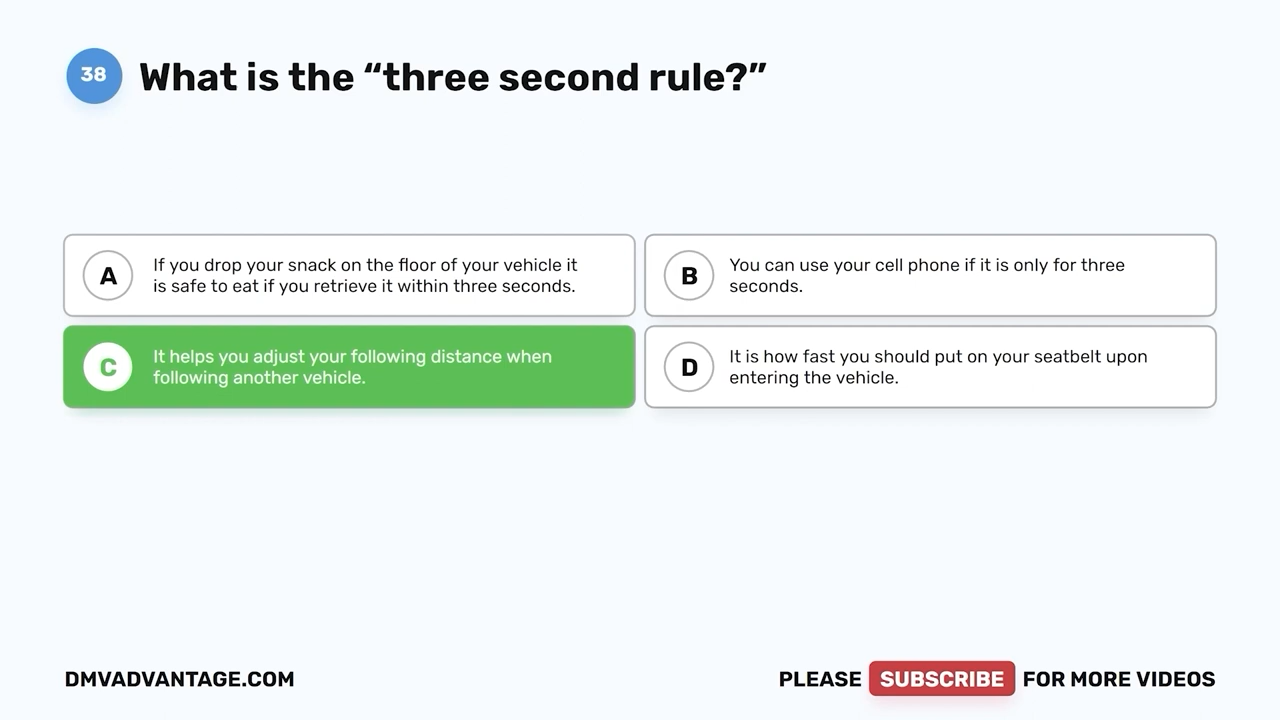 38
What is the “three second rule?”
A
If you drop your snack on the floor of your vehicle it
is safe to eat if you retrieve it within three seconds.
B
You can use your cell phone if it is only for three
seconds.
C
It helps you adjust your following distance when
following another vehicle.
D
It is how fast you should put on your seatbelt upon
entering the vehicle.
DMVADVANTAGE.COM
PLEASE SUBSCRIBE FOR MORE VIDEOS